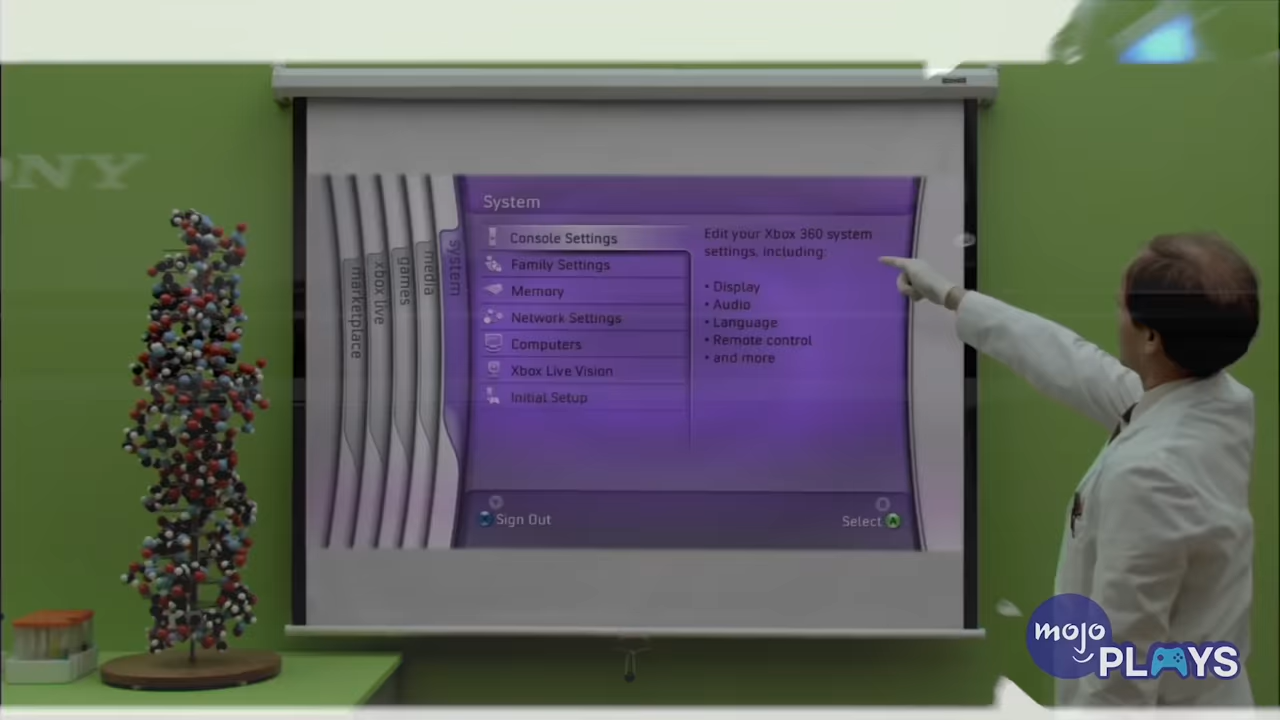 ONY
System
Console Settings
Family Settings
Memory
Network Settings
Computers
Xbox Live Vision
Initial Setup
Edit your Xbox 360 system
settings, including:
• Display
• Audio
• Language
• Remote control
• and more
marketplace
xbox live
games
media
system
Y
X Sign Out
B
Select A
mojo
PLAYS